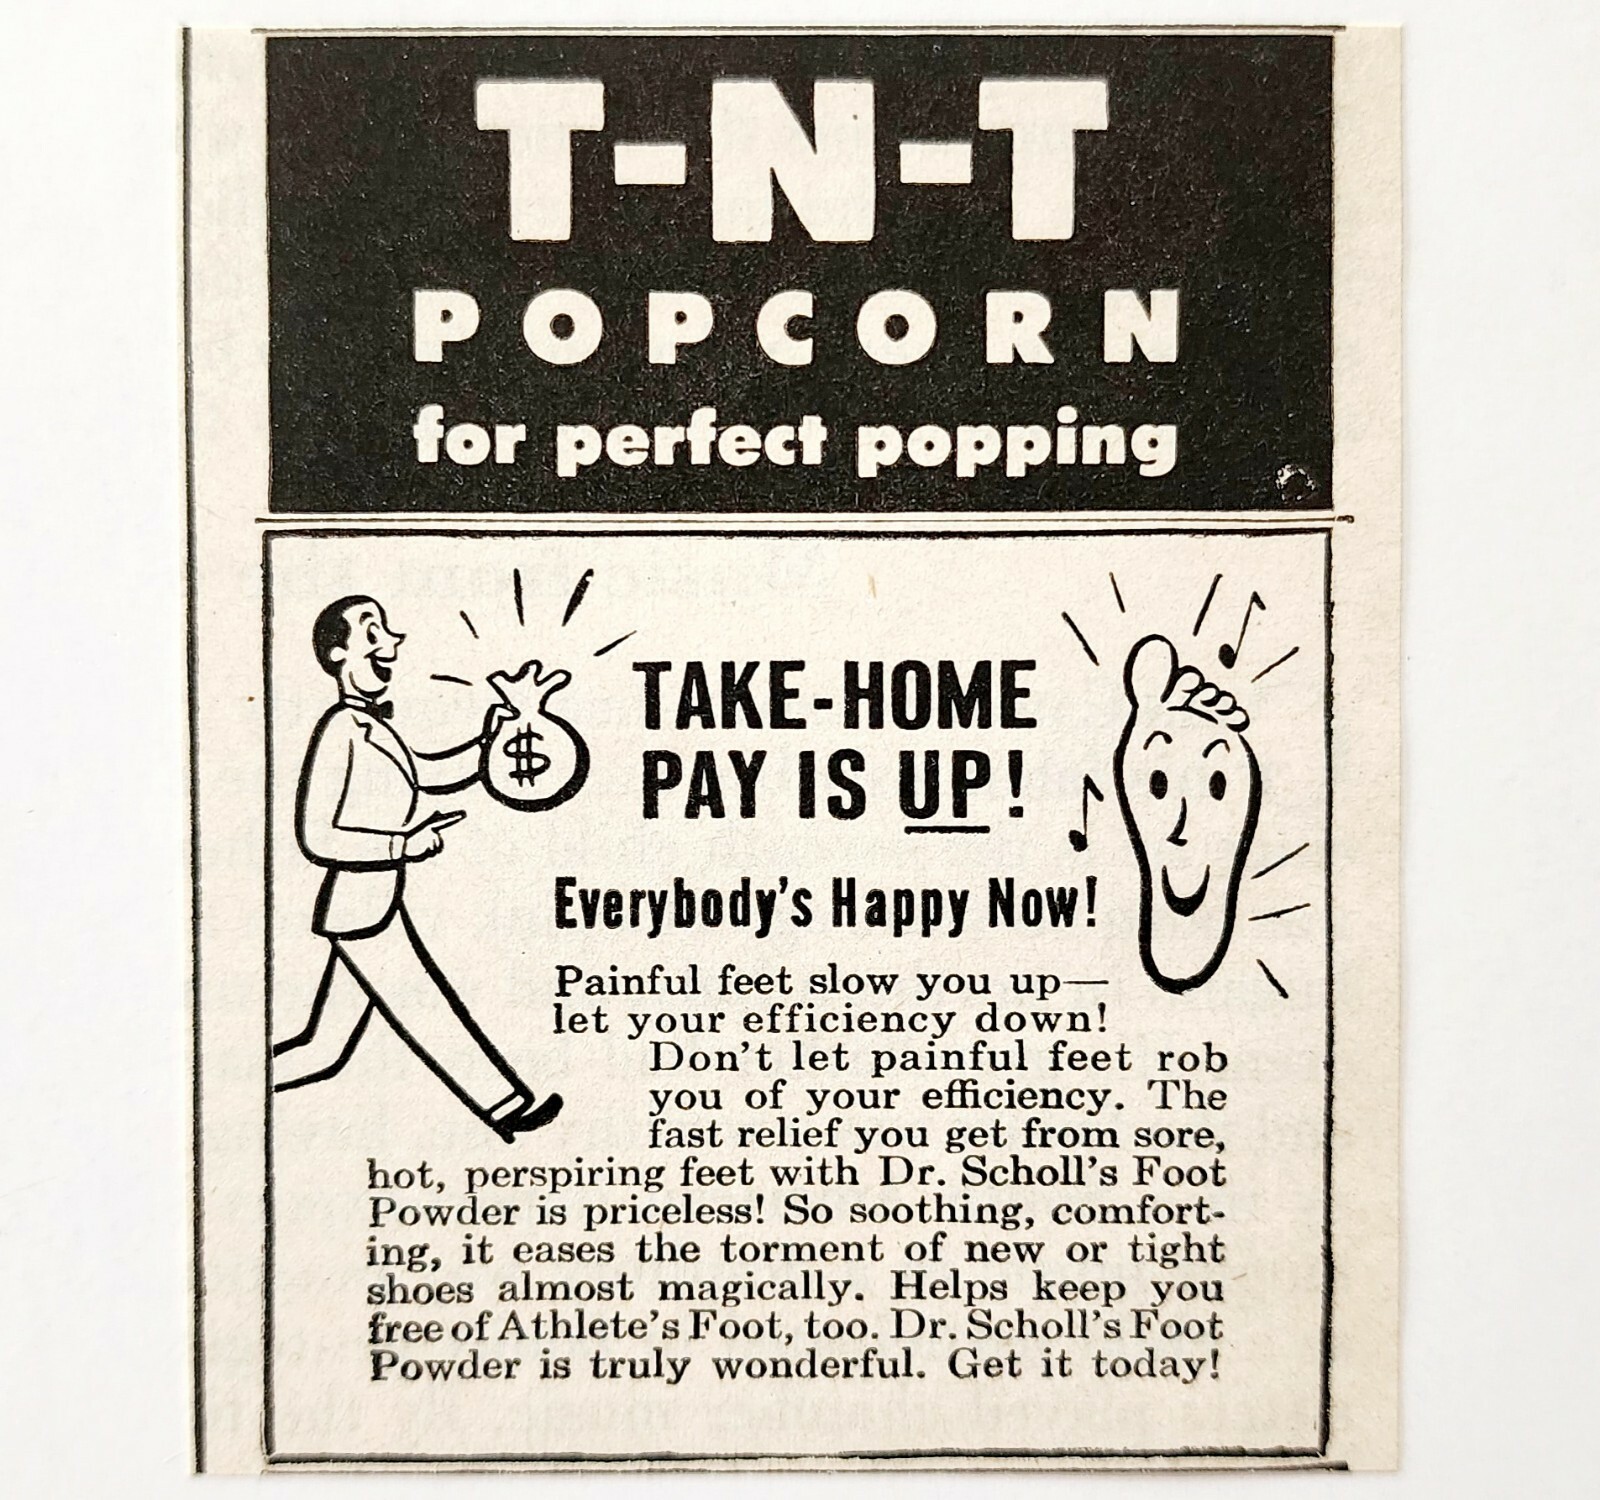 T-N-T
POPCORN
for perfect popping
$
TAKE-HOME
PAY IS UP!
Everybody's Happy Now!
Painful feet slow you up—
let your efficiency down!
Don't let painful feet rob
you of your efficiency. The
fast relief you get from sore,
hot, perspiring feet with Dr. Scholl's Foot
Powder is priceless! So soothing, comfort-
ing, it eases the torment of new or tight
shoes almost magically. Helps keep you
free of Athlete's Foot, too. Dr. Scholl's Foot
Powder is truly wonderful. Get it today!